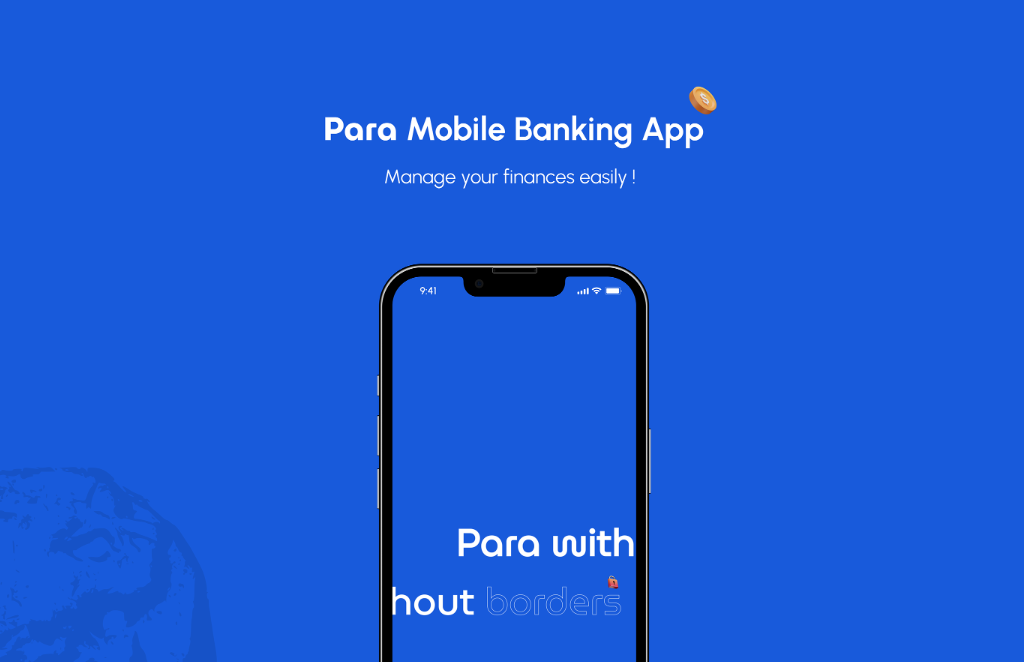 Para Mobile Banking App
Manage your finances easily !
9:41
Para with
hout borders